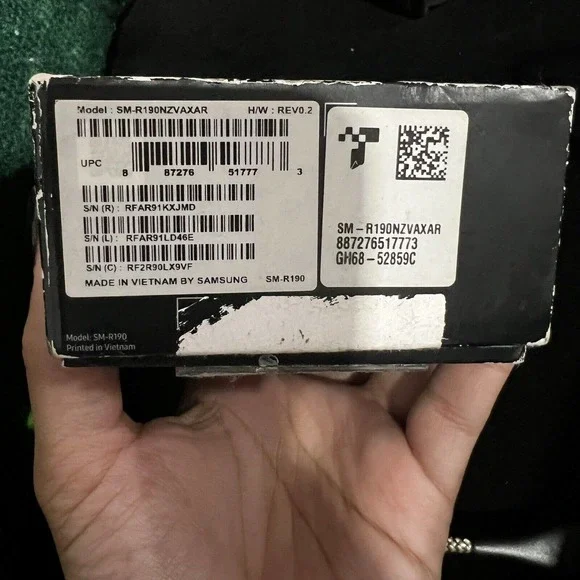 Model : SM-R190NZVAXAR H/W : REV0.2
UPC
8 87276 51777 3
S/N (R) : RFAR91KXJMD
S/N (L) : RFAR91LD46E
S/N (C) : RF2R90LX9VF
MADE IN VIETNAM BY SAMSUNG SM-R190
SM-R190NZVAXAR
887276517773
GH68-52859C
Model: SM-R190
Printed in Vietnam